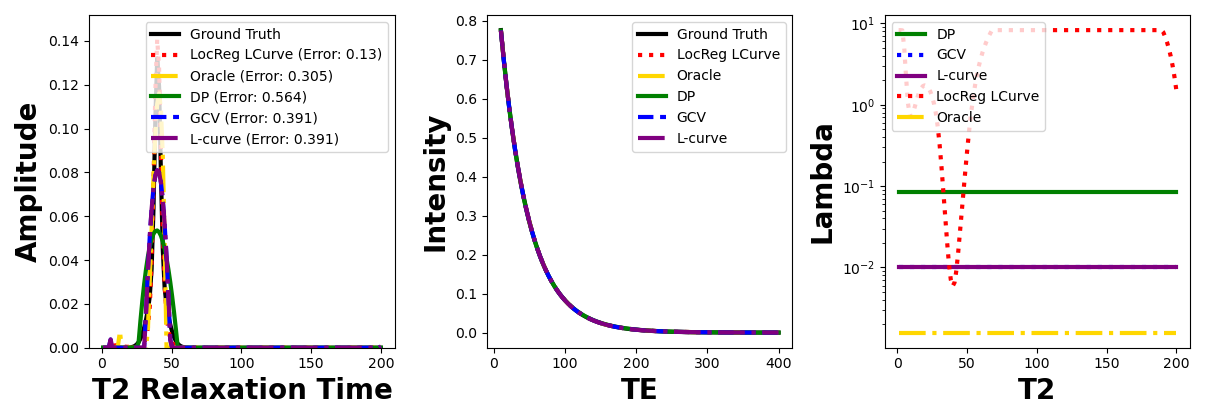 Amplitude
0.14
0.12
0.10
0.08
0.06
0.04
0.02
0.00
0
50
100
150
200
T2 Relaxation Time
Ground Truth
LocReg LCurve (Error: 0.13)
Oracle (Error: 0.305)
DP (Error: 0.564)
GCV (Error: 0.391)
L-curve (Error: 0.391)
Intensity
0.8
0.7
0.6
0.5
0.4
0.3
0.2
0.1
0.0
0
100
200
300
400
TE
Ground Truth
LocReg LCurve
Oracle
DP
GCV
L-curve
Lambda
10¹
10⁰
10⁻¹
10⁻²
0
50
100
150
200
T2
DP
GCV
L-curve
LocReg LCurve
Oracle